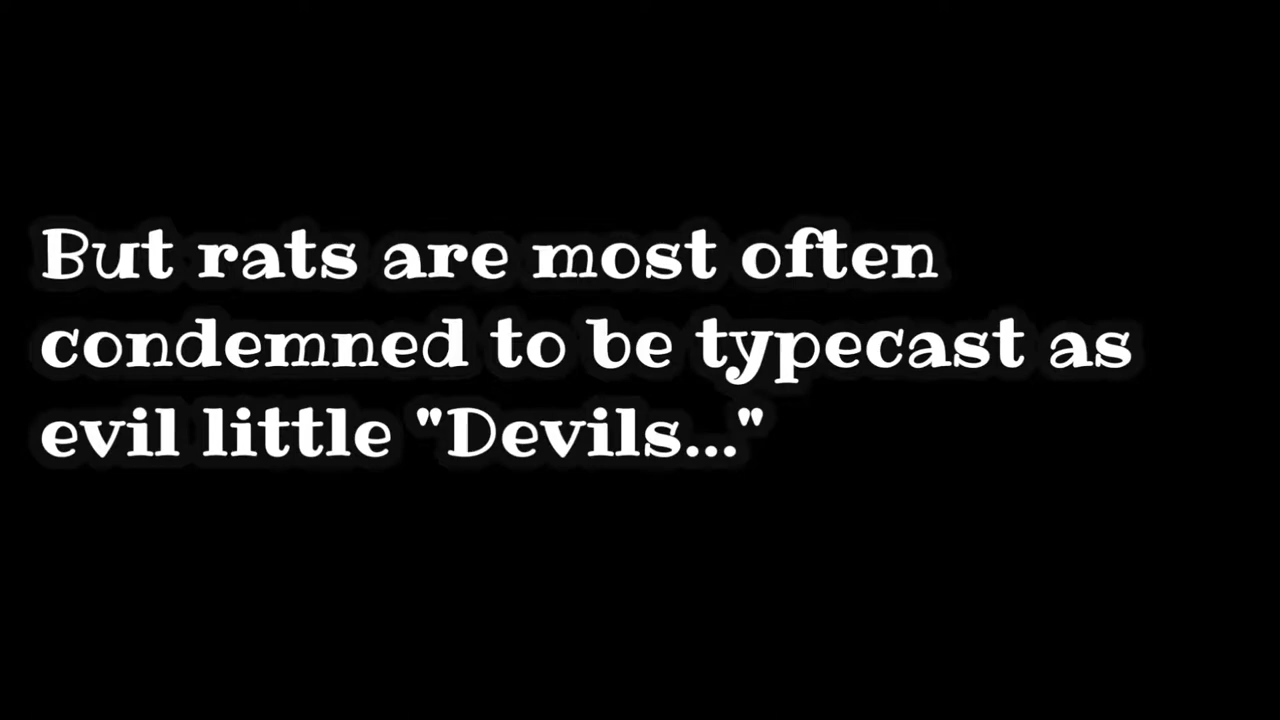 But rats are most often
condemned to be typecast as
evil little "Devils..."